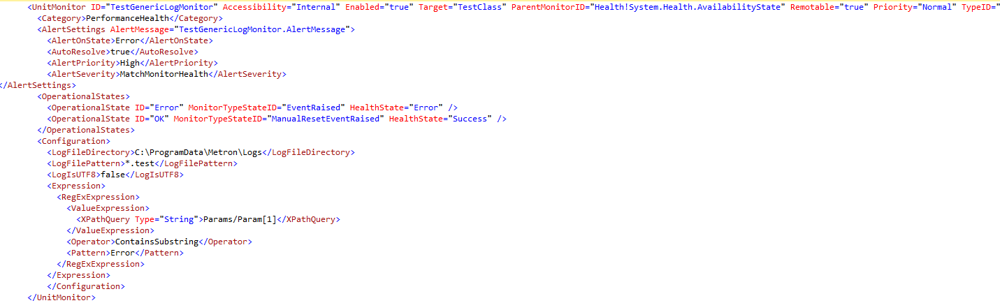 <UnitMonitor ID="TestGenericLogMonitor" Accessibility="Internal" Enabled="true" Target="TestClass" ParentMonitorID="Health!System.Health.AvailabilityState" Remotable="true" Priority="Normal" TypeID="
<Category>PerformanceHealth</Category>
<AlertSettings AlertMessage="TestGenericLogMonitor.AlertMessage">
<AlertOnState>Error</AlertOnState>
<AutoResolve>true</AutoResolve>
<AlertPriority>High</AlertPriority>
<AlertSeverity>MatchMonitorHealth</AlertSeverity>
</AlertSettings>
<OperationalStates>
<OperationalState ID="Error" MonitorTypeStateID="EventRaised" HealthState="Error" />
<OperationalState ID="OK" MonitorTypeStateID="ManualResetEventRaised" HealthState="Success" />
</OperationalStates>
<Configuration>
<LogFileDirectory>C:\ProgramData\Metron\Logs</LogFileDirectory>
<LogFilePattern>*.test</LogFilePattern>
<LogIsUTF8>false</LogIsUTF8>
<Expression>
<RegExExpression>
<ValueExpression>
<XPathQuery Type="String">Params/Param[1]</XPathQuery>
</ValueExpression>
<Operator>ContainsSubstring</Operator>
<Pattern>Error</Pattern>
</RegExExpression>
</Expression>
</Configuration>
</UnitMonitor>